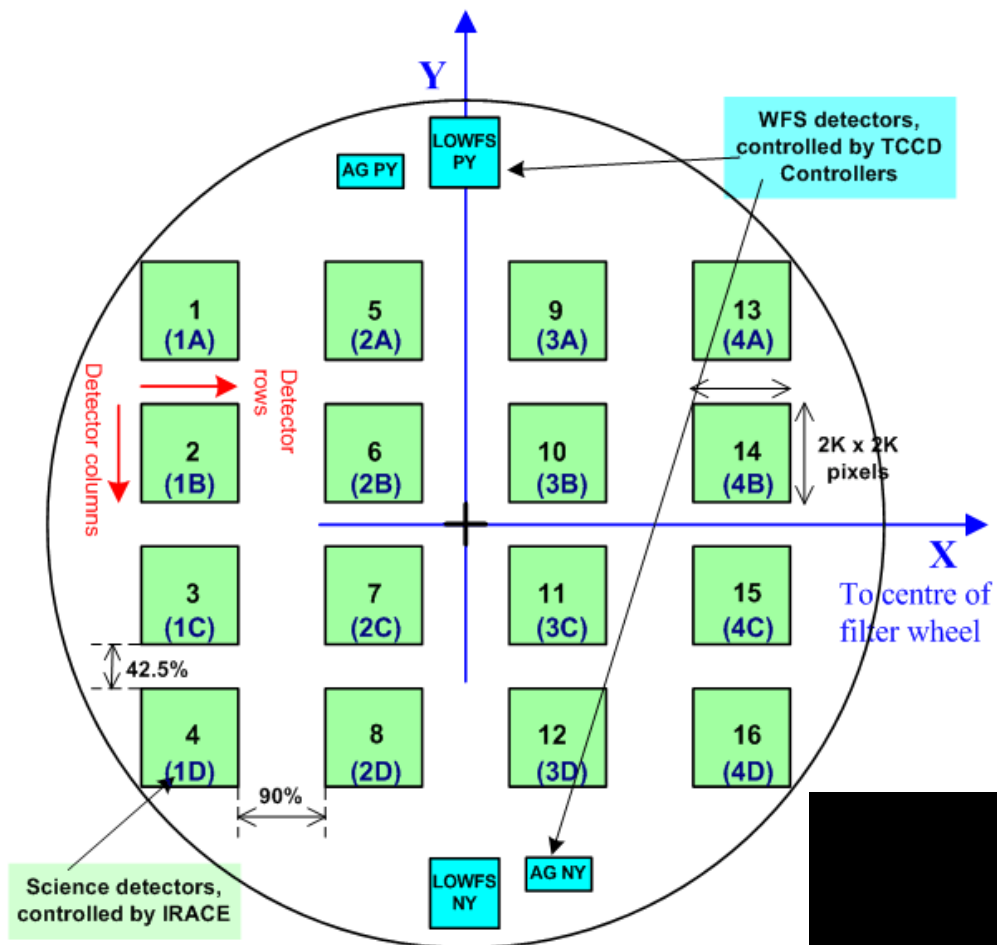 Y
LOWFS
PY
AG PY
WFS detectors,
controlled by TCCD
Controllers
1
(1A)
5
(2A)
9
(3A)
13
(4A)
Detector columns
Detector
rows
2
(1B)
6
(2B)
10
(3B)
14
(4B)
2K x 2K
pixels
X
To centre of
filter wheel
3
(1C)
7
(2C)
11
(3C)
15
(4C)
42.5%
4
(1D)
8
(2D)
12
(3D)
16
(4D)
90%
LOWFS
NY
AG NY
Science detectors,
controlled by IRACE